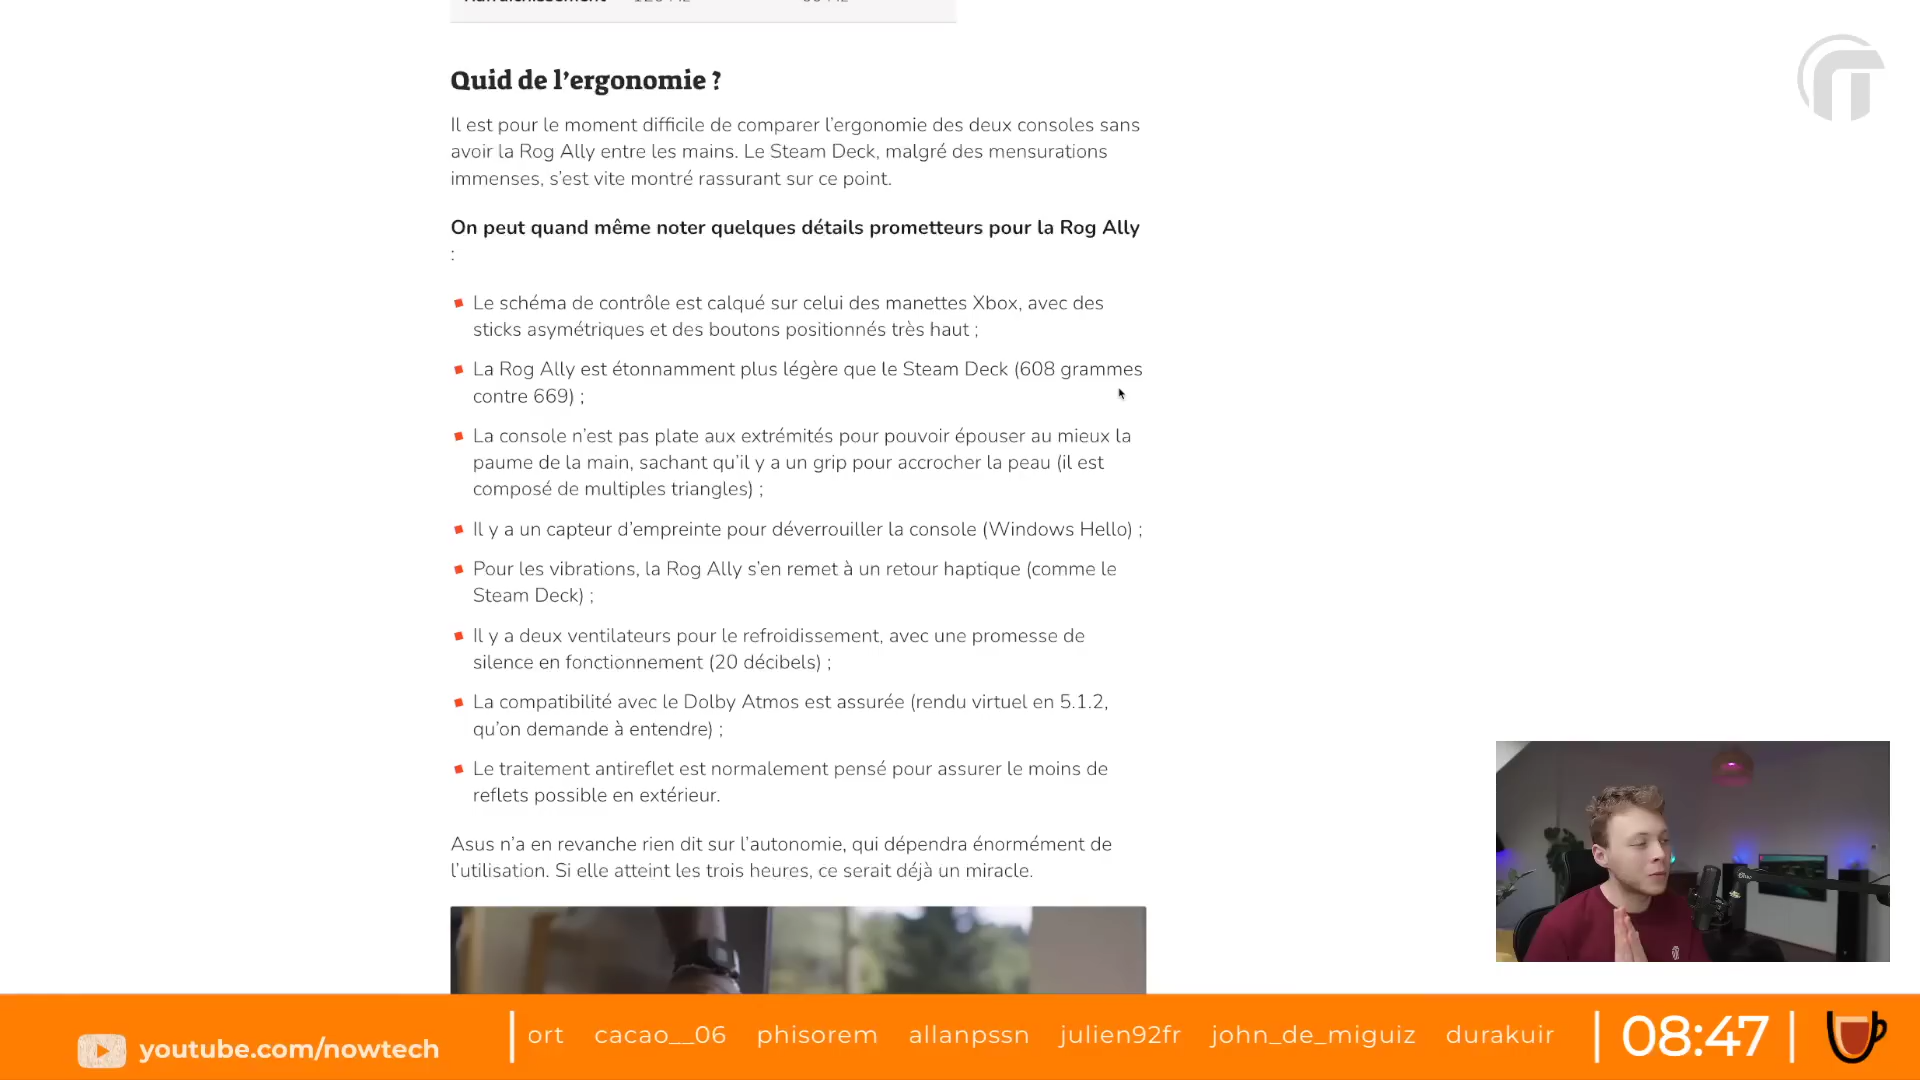 Quid de l'ergonomie ?
Il est pour le moment difficile de comparer l'ergonomie des deux consoles sans
avoir la Rog Ally entre les mains. Le Steam Deck, malgré des mensurations
immenses, s'est vite montré rassurant sur ce point.
On peut quand même noter quelques détails prometteurs pour la Rog Ally
:
Le schéma de contrôle est calqué sur celui des manettes Xbox, avec des
sticks asymétriques et des boutons positionnés très haut ;
La Rog Ally est étonnamment plus légère que le Steam Deck (608 grammes
contre 669) ;
La console n'est pas plate aux extrémités pour pouvoir épouser au mieux la
paume de la main, sachant qu'il y a un grip pour accrocher la peau (il est
composé de multiples triangles) ;
Il y a un capteur d'empreinte pour déverrouiller la console (Windows Hello) ;
Pour les vibrations, la Rog Ally s'en remet à un retour haptique (comme le
Steam Deck) ;
Il y a deux ventilateurs pour le refroidissement, avec une promesse de
silence en fonctionnement (20 décibels) ;
La compatibilité avec le Dolby Atmos est assurée (rendu virtuel en 5.1.2,
qu'on demande à entendre) ;
Le traitement antireflet est normalement pensé pour assurer le moins de
reflets possible en extérieur.
Asus n'a en revanche rien dit sur l'autonomie, qui dépendra énormément de
l'utilisation. Si elle atteint les trois heures, ce serait déjà un miracle.
youtube.com/nowtech
ort cacao__06 phisorem allanpssn julien92fr john_de_miguiz durakuir
08:47